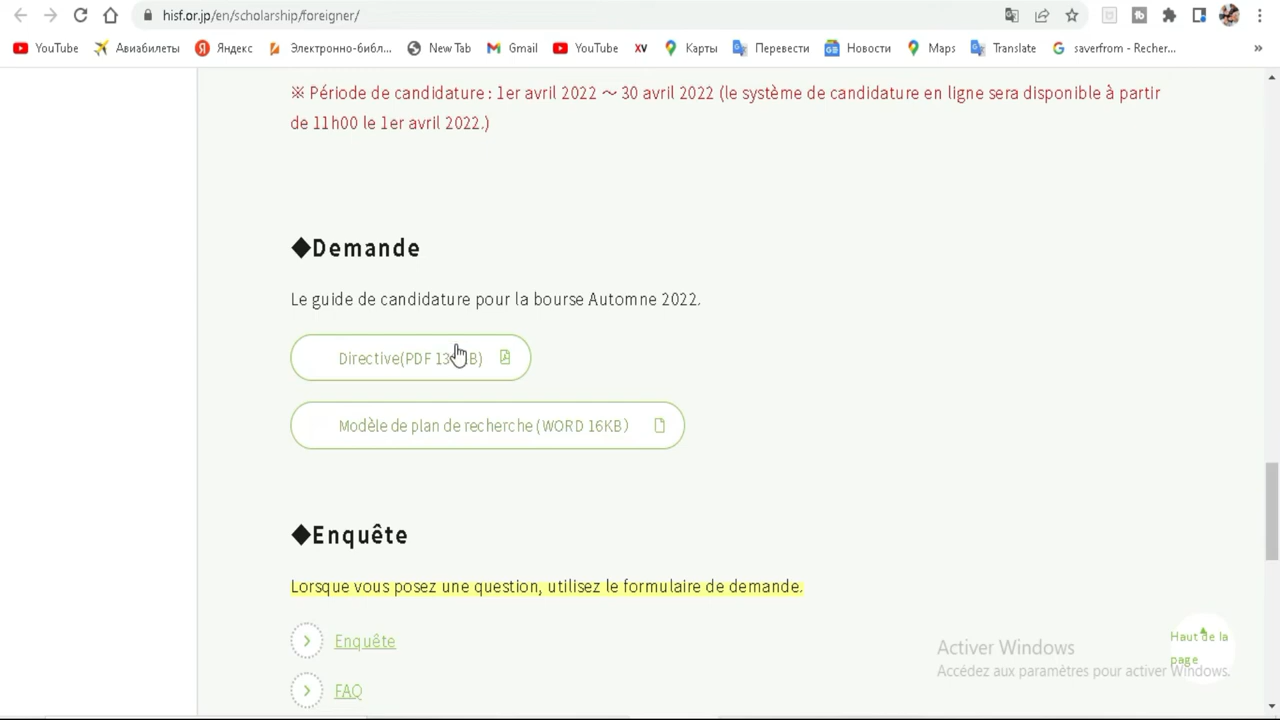 hisf.or.jp/en/scholarship/foreigner/
YouTube Авиабилеты Яндекс Электронно-библ... New Tab Gmail YouTube XV Карты Перевести Новости Maps Translate saverfrom - Recher... »
※ Période de candidature : 1er avril 2022 〜 30 avril 2022 (le système de candidature en ligne sera disponible à partir
de 11h00 le 1er avril 2022.)
◆Demande
Le guide de candidature pour la bourse Automne 2022.
Directive(PDF
Modèle de plan de recherche (WORD 16KB）
◆Enquête
Lorsque vous posez une question, utilisez le formulaire de demande.
Enquête
FAQ
Haut de la
page
Activer Windows
Accédez aux paramètres pour activer Windows.